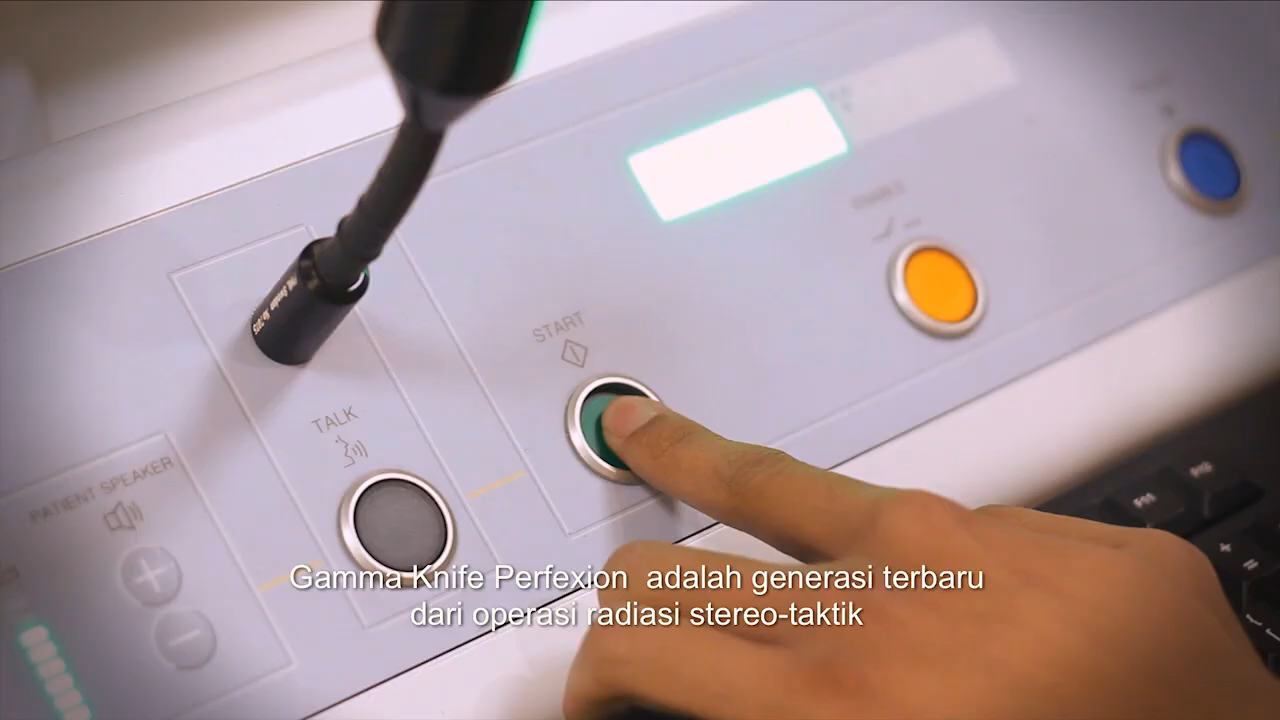 START
TALK
PATIENT SPEAKER
Gamma Knife Perfexion  adalah generasi terbaru
dari operasi radiasi stereo-taktik